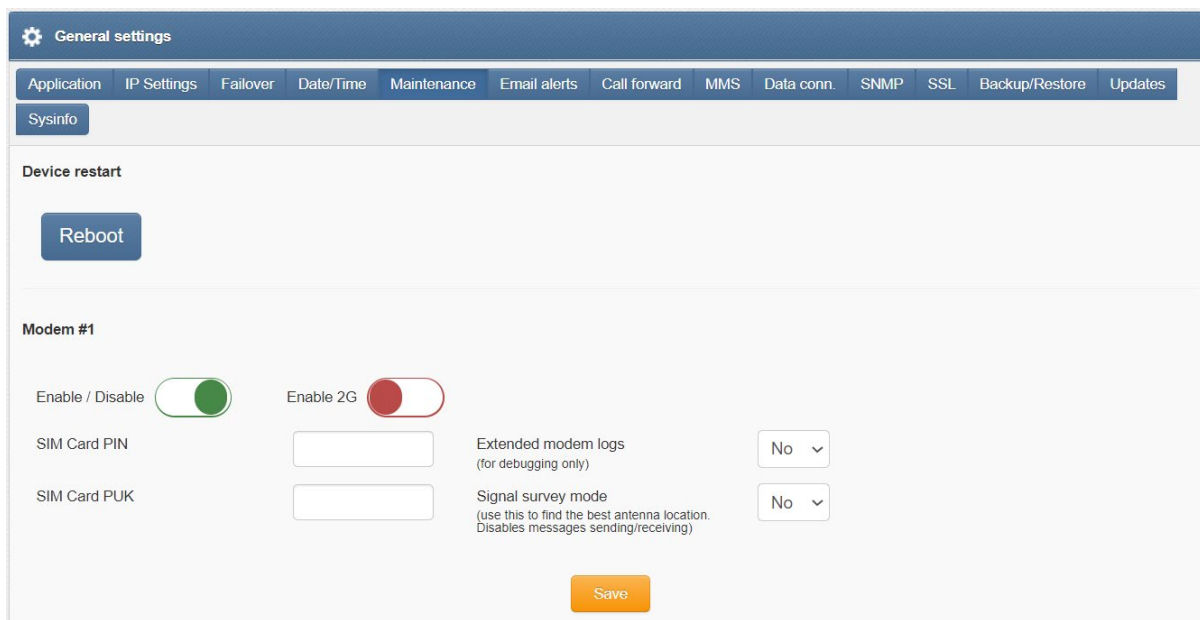 General settings
Application IP Settings Failover Date/Time Maintenance Email alerts Call forward MMS Data conn. SNMP SSL Backup/Restore Updates
Sysinfo
Device restart
Reboot
Modem #1
Enable / Disable Enable 2G
SIM Card PIN Extended modem logs No
(for debugging only)
SIM Card PUK Signal survey mode No
(use this to find the best antenna location.
Disables messages sending/receiving)
Save